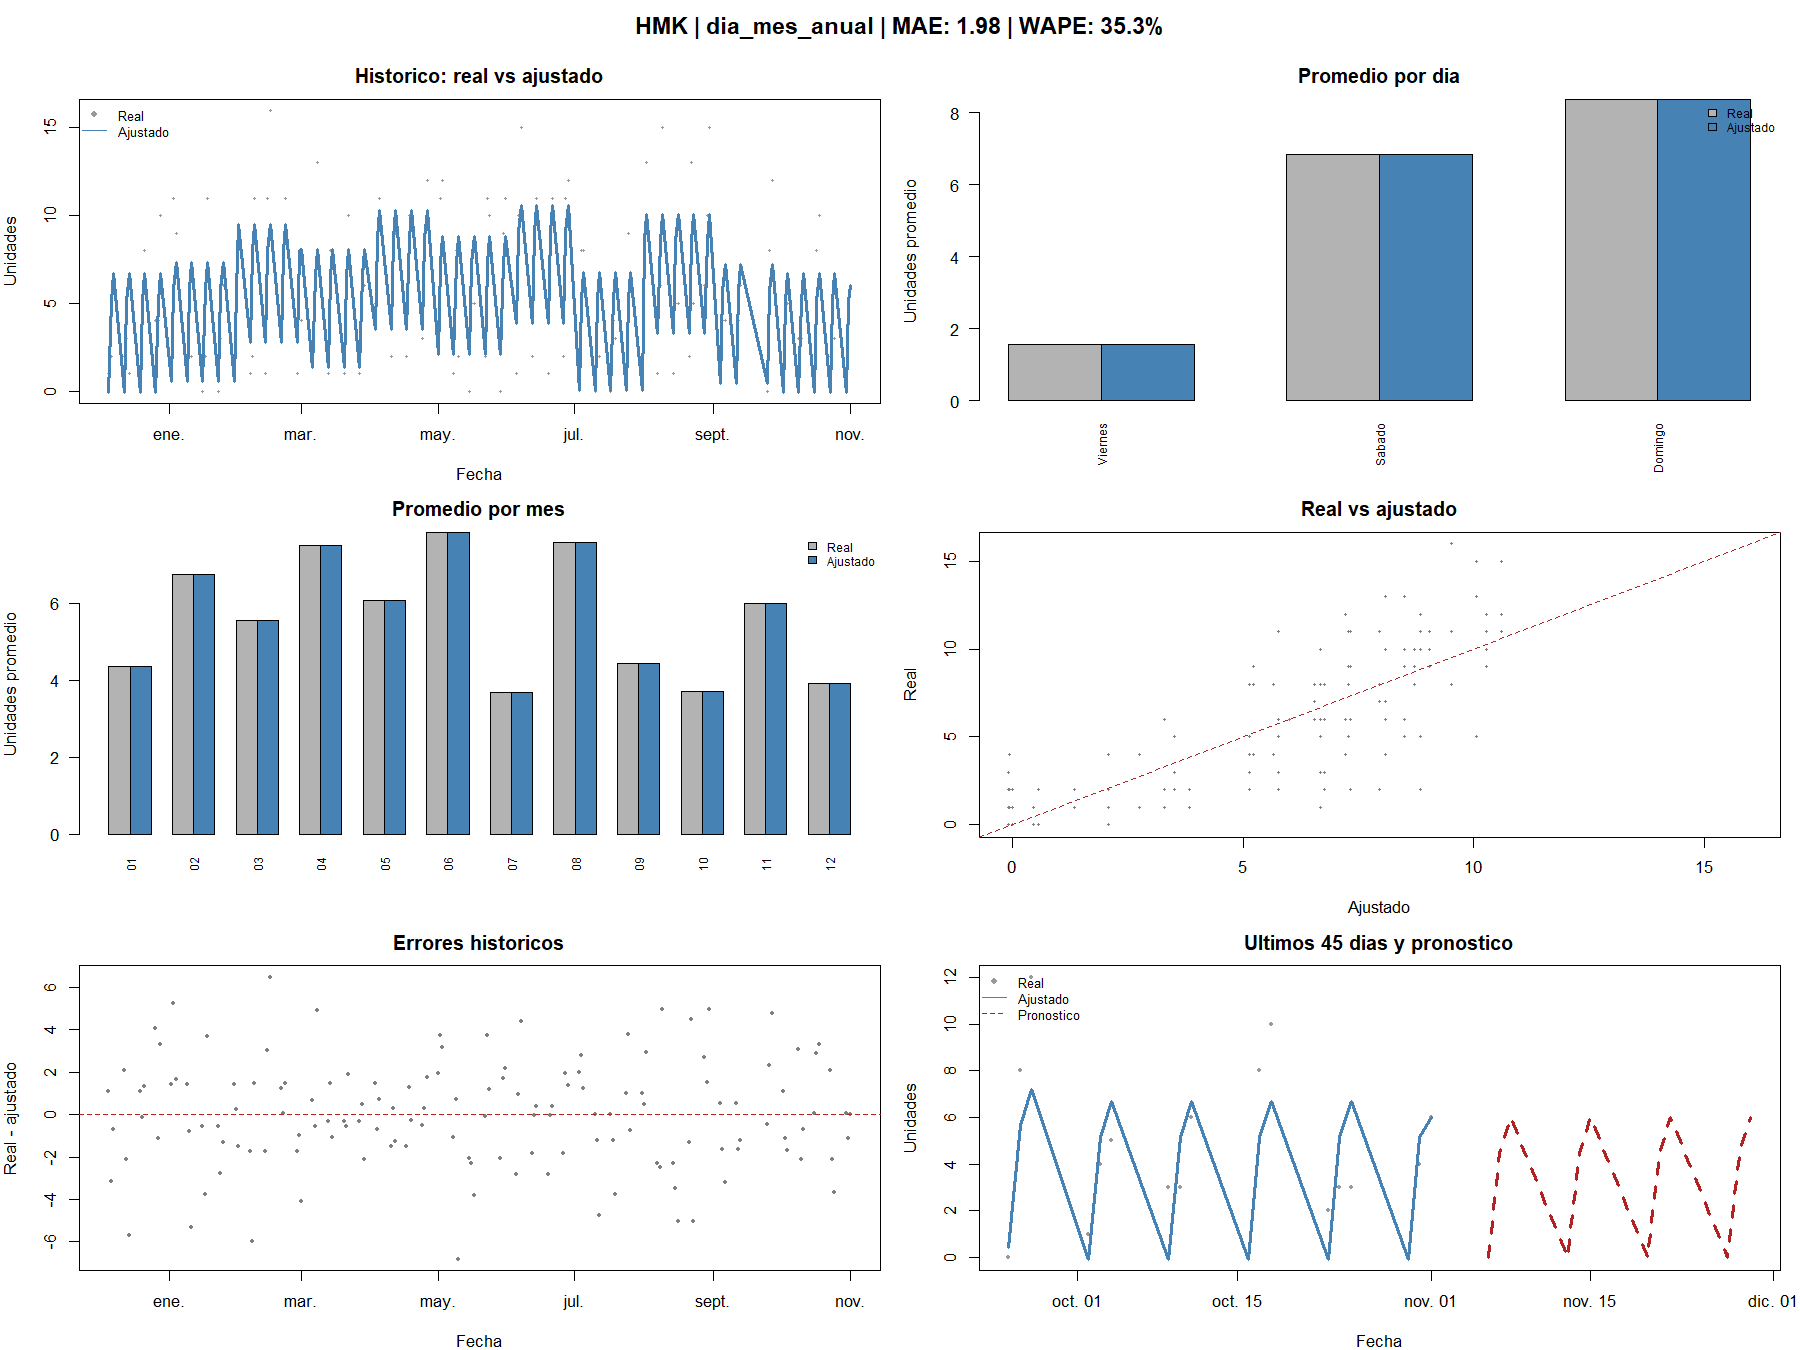 HMK | dia_mes_anual | MAE: 1.98 | WAPE: 35.3%
Historico: real vs ajustado
Real
Ajustado
Unidades
0
5
10
15
ene.
mar.
may.
jul.
sept.
nov.
Fecha
Promedio por dia
Real
Ajustado
Unidades promedio
0
2
4
6
8
Viernes
Sabado
Domingo
Promedio por mes
Real
Ajustado
Unidades promedio
0
2
4
6
01
02
03
04
05
06
07
08
09
10
11
12
Real vs ajustado
Real
0
5
10
15
0
5
10
15
Ajustado
Errores historicos
Real - ajustado
-6
-4
-2
0
2
4
6
ene.
mar.
may.
jul.
sept.
nov.
Fecha
Ultimos 45 dias y pronostico
Real
Ajustado
Pronostico
Unidades
0
2
4
6
8
10
12
oct. 01
oct. 15
nov. 01
nov. 15
dic. 01
Fecha